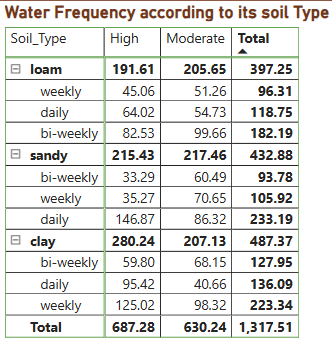 Water Frequency according to its soil Type
Soil_Type High Moderate Total
loam 191.61 205.65 397.25
weekly 45.06 51.26 96.31
daily 64.02 54.73 118.75
bi-weekly 82.53 99.66 182.19
sandy 215.43 217.46 432.88
bi-weekly 33.29 60.49 93.78
weekly 35.27 70.65 105.92
daily 146.87 86.32 233.19
clay 280.24 207.13 487.37
bi-weekly 59.80 68.15 127.95
daily 95.42 40.66 136.09
weekly 125.02 98.32 223.34
Total 687.28 630.24 1,317.51